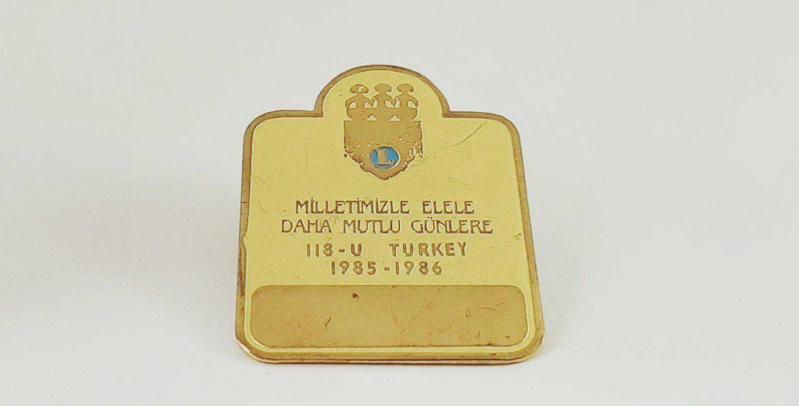 L
MİLLETİMİZLE ELELE
DAHA MUTLU GÜNLERE
118-U TURKEY
1985-1986